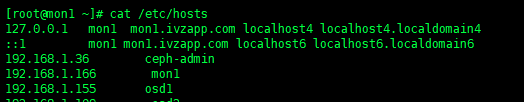 [root@mon1 ~]# cat /etc/hosts
127.0.0.1   mon1  mon1.ivzapp.com localhost4 localhost4.localdomain4
::1         mon1 mon1.ivzapp.com localhost6 localhost6.localdomain6
192.168.1.36        ceph-admin
192.168.1.166        mon1
192.168.1.155       osd1